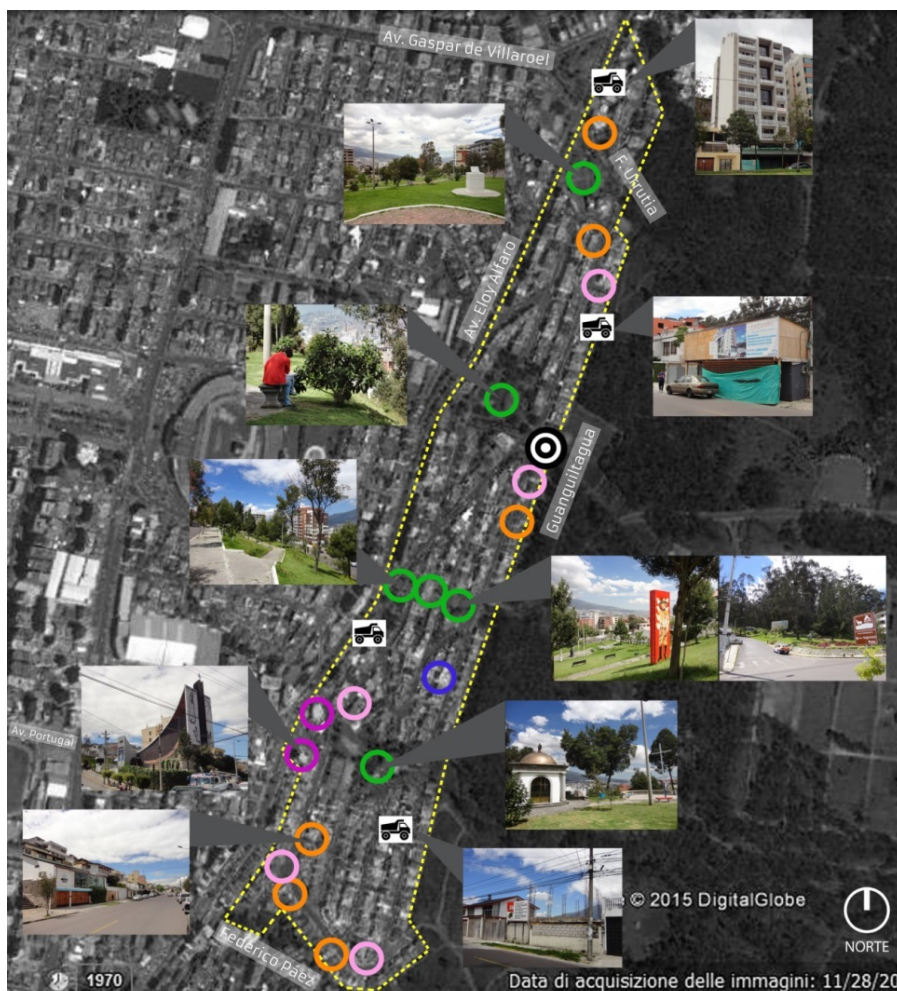 Av. Gaspar de Villaroel
F. Urrutia
Av. Eloy Alfaro
Guanguiltagua
Av. Portugal
Federico Páez
© 2015 DigitalGlobe
NORTE
1970
Data di acquisizione delle immagini: 11/28/20